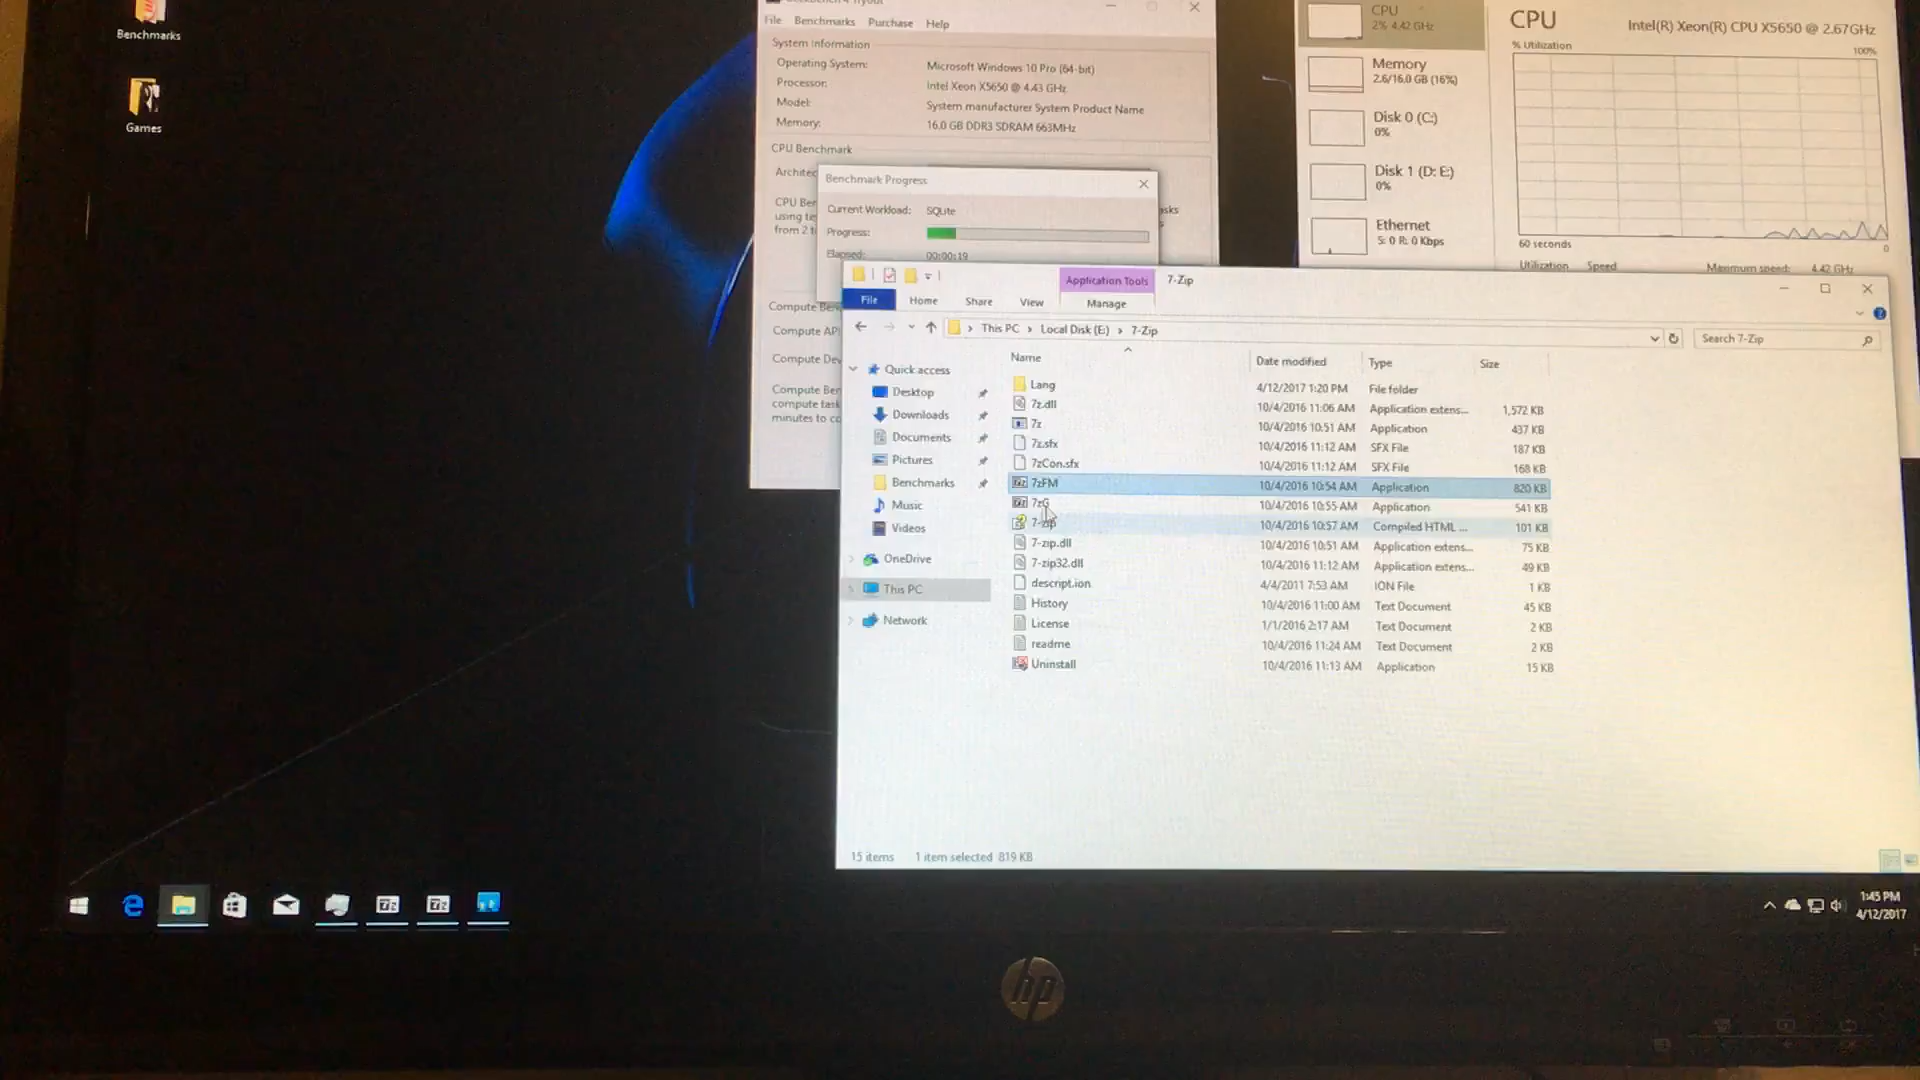 Benchmarks
Games
File Benchmarks Purchase Help
System Information
Operating System: Microsoft Windows 10 Pro (64-bit)
Processor: Intel Xeon X5650 @ 4.43 GHz
Model: System manufacturer System Product Name
Memory: 16.0 GB DDR3 SDRAM 663MHz
CPU Benchmark
Architec
CPU Ben
using te
from 2 t
Benchmark Progress
Current Workload: SQLite
Progress:
Elapsed: 00:00:19
Compute Ben
Compute API
Compute Dev
Compute Ben
compute task
minutes to co
CPU
2% 4.42 GHz
Memory
2.6/16.0 GB (16%)
Disk 0 (C:)
0%
Disk 1 (D: E:)
0%
Ethernet
S: 0 R: 0 Kbps
CPU Intel(R) Xeon(R) CPU X5650 @ 2.67GHz
% Utilization 100%
60 seconds 0
Utilization Speed Maximum speed: 4.42 GHz
Application Tools 7-Zip
File Home Share View Manage
This PC › Local Disk (E:) › 7-Zip
Search 7-Zip
Quick access
Desktop
Downloads
Documents
Pictures
Benchmarks
Music
Videos
OneDrive
This PC
Network
Name Date modified Type Size
Lang 4/12/2017 1:20 PM File folder
7z.dll 10/4/2016 11:06 AM Application extens... 1,572 KB
7z 10/4/2016 10:51 AM Application 437 KB
7z.sfx 10/4/2016 11:12 AM SFX File 187 KB
7zCon.sfx 10/4/2016 11:12 AM SFX File 168 KB
7zFM 10/4/2016 10:54 AM Application 820 KB
7zG 10/4/2016 10:55 AM Application 541 KB
7-zip 10/4/2016 10:57 AM Compiled HTML ... 101 KB
7-zip.dll 10/4/2016 10:51 AM Application extens... 75 KB
7-zip32.dll 10/4/2016 11:12 AM Application extens... 49 KB
descript.ion 4/4/2011 7:53 AM ION File 1 KB
History 10/4/2016 11:00 AM Text Document 45 KB
License 1/1/2016 2:17 AM Text Document 2 KB
readme 10/4/2016 11:24 AM Text Document 2 KB
Uninstall 10/4/2016 11:13 AM Application 15 KB
15 items 1 item selected 819 KB
1:45 PM
4/12/2017
hp